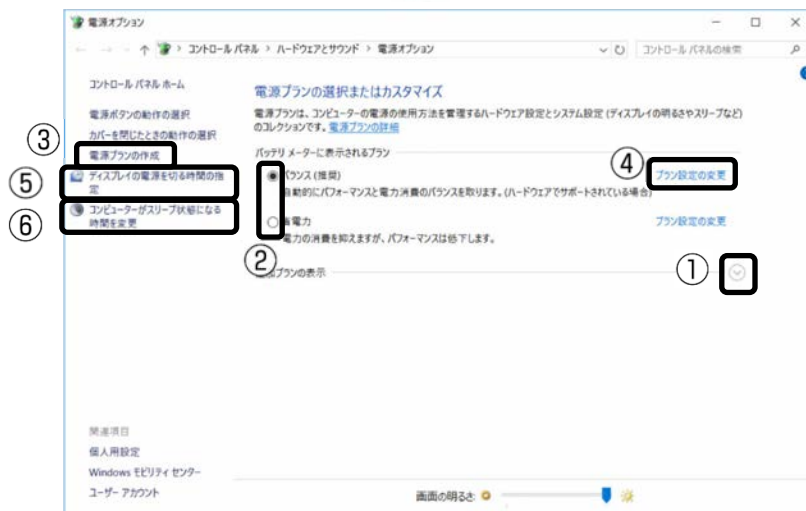 電源オプション
コントロール パネル > ハードウェアとサウンド > 電源オプション
コントロール パネルの検索
コントロール パネル ホーム
電源ボタンの動作の選択
カバーを閉じたときの動作の選択
③
電源プランの作成
⑤
ディスプレイの電源を切る時間の指
定
⑥
コンピューターがスリープ状態になる
時間を変更
電源プランの選択またはカスタマイズ
電源プランは、コンピューターの電源の使用方法を管理するハードウェア設定とシステム設定 (ディスプレイの明るさやスリープなど)
のコレクションです。電源プランの詳細
バッテリ メーターに表示されるプラン
バランス (推奨)
④
プラン設定の変更
自動的にパフォーマンスと電力消費のバランスを取ります。(ハードウェアでサポートされている場合)
省電力
プラン設定の変更
電力の消費を抑えますが、パフォーマンスは低下します。
②
プランの表示
①
関連項目
個人用設定
Windows モビリティ センター
ユーザー アカウント
画面の明るさ: